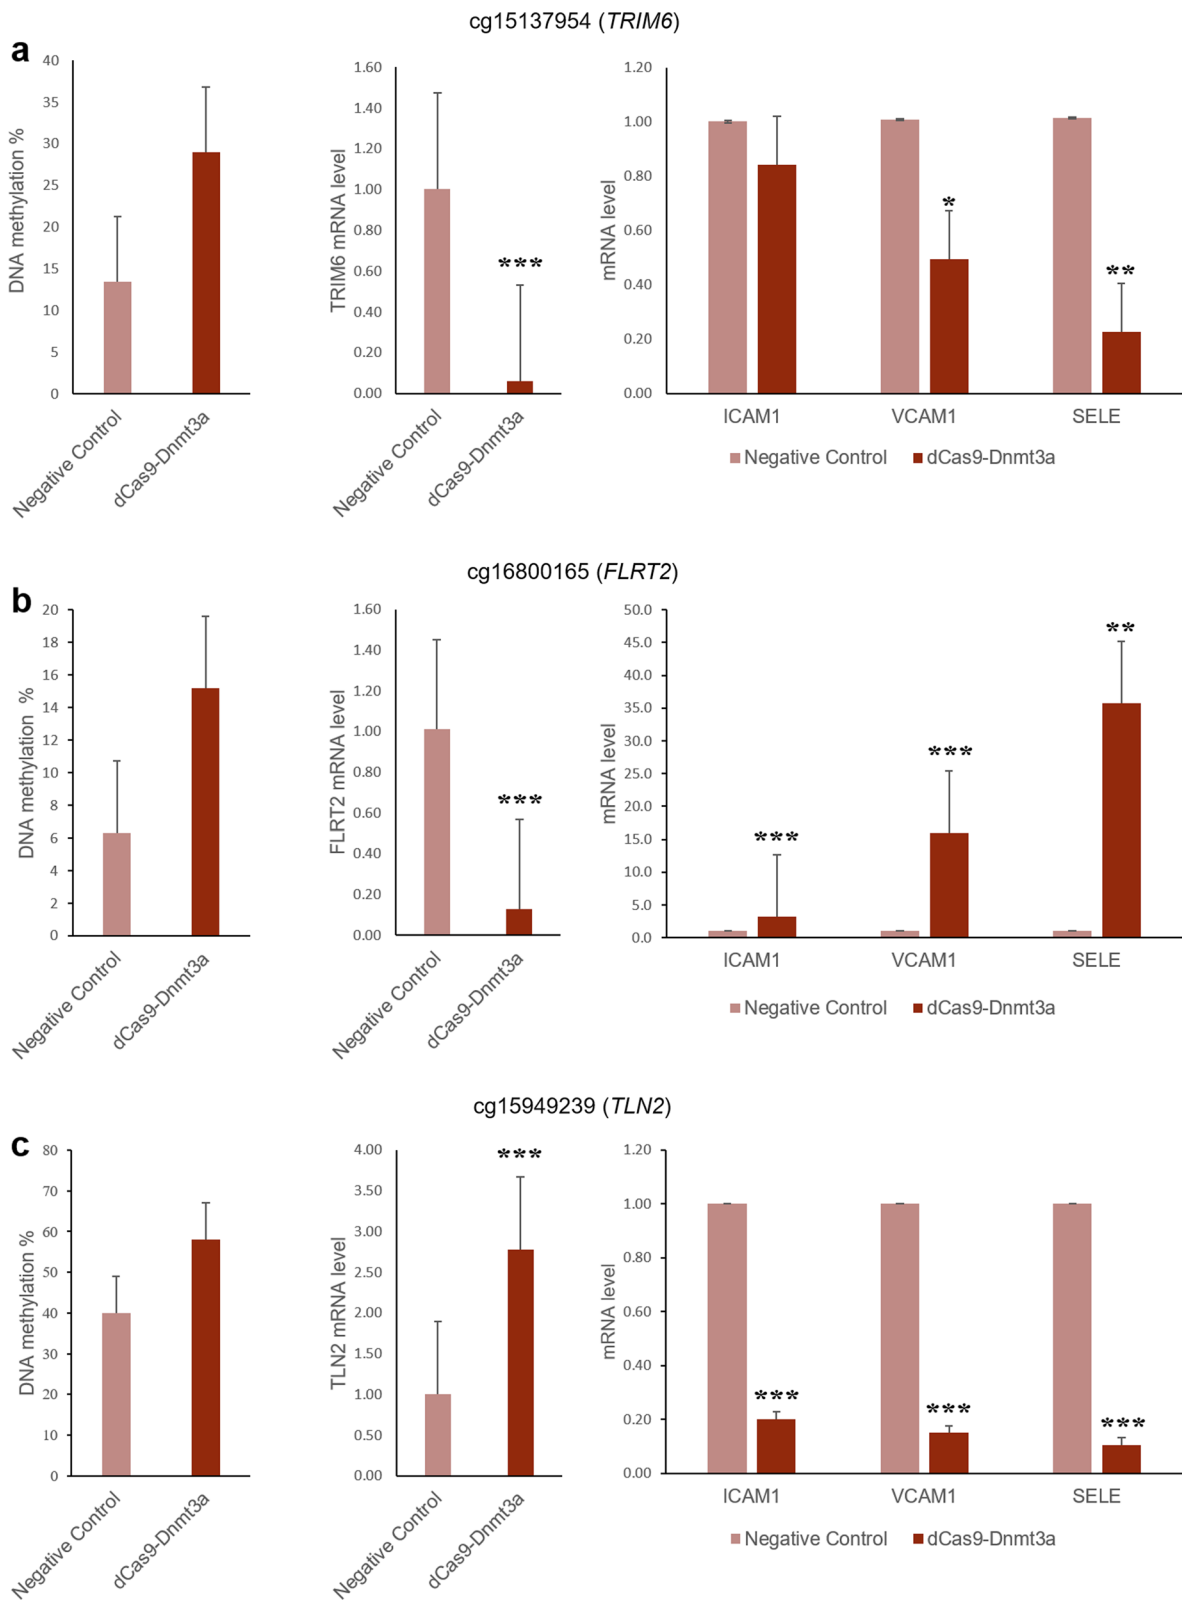 cg15137954 (TRIM6)
a
DNA methylation %
40
35
30
25
20
15
10
5
0
Negative Control
dCas9-Dnmt3a
TRIM6 mRNA level
1.60
1.40
1.20
1.00
0.80
0.60
0.40
0.20
0.00
***
Negative Control
dCas9-Dnmt3a
mRNA level
1.20
1.00
0.80
0.60
0.40
0.20
0.00
*
**
ICAM1
VCAM1
SELE
Negative Control
dCas9-Dnmt3a
cg16800165 (FLRT2)
b
DNA methylation %
20
18
16
14
12
10
8
6
4
2
0
Negative Control
dCas9-Dnmt3a
FLRT2 mRNA level
1.60
1.40
1.20
1.00
0.80
0.60
0.40
0.20
0.00
***
Negative Control
dCas9-Dnmt3a
mRNA level
50.0
45.0
40.0
35.0
30.0
25.0
20.0
15.0
10.0
5.0
0.0
***
***
**
ICAM1
VCAM1
SELE
Negative Control
dCas9-Dnmt3a
cg15949239 (TLN2)
c
DNA methylation %
80
70
60
50
40
30
20
10
0
Negative Control
dCas9-Dnmt3a
TLN2 mRNA level
4.00
3.50
3.00
2.50
2.00
1.50
1.00
0.50
0.00
***
Negative Control
dCas9-Dnmt3a
mRNA level
1.20
1.00
0.80
0.60
0.40
0.20
0.00
***
***
***
ICAM1
VCAM1
SELE
Negative Control
dCas9-Dnmt3a